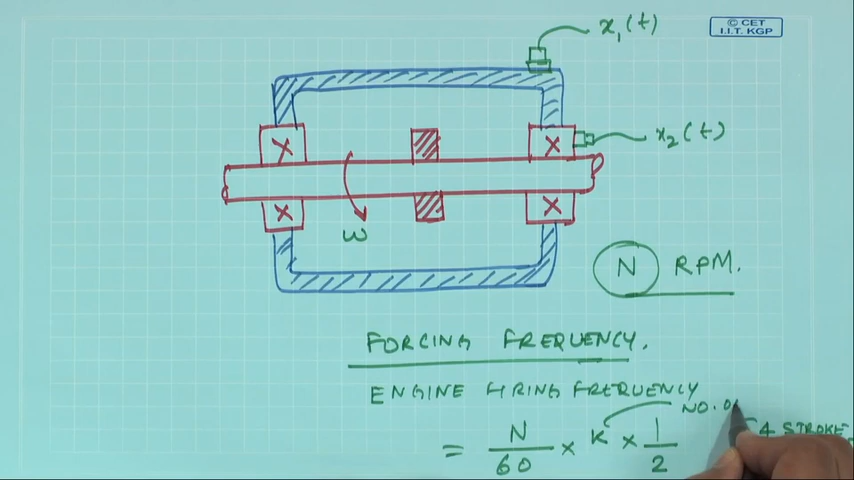 © CET
I.I.T. KGP
x₁(t)
x₂(t)
ω
N RPM.
FORCING FREQUENCY.
ENGINE FIRING FREQUENCY
NO. O
= N/60 × K × 1/2
4 STROKE